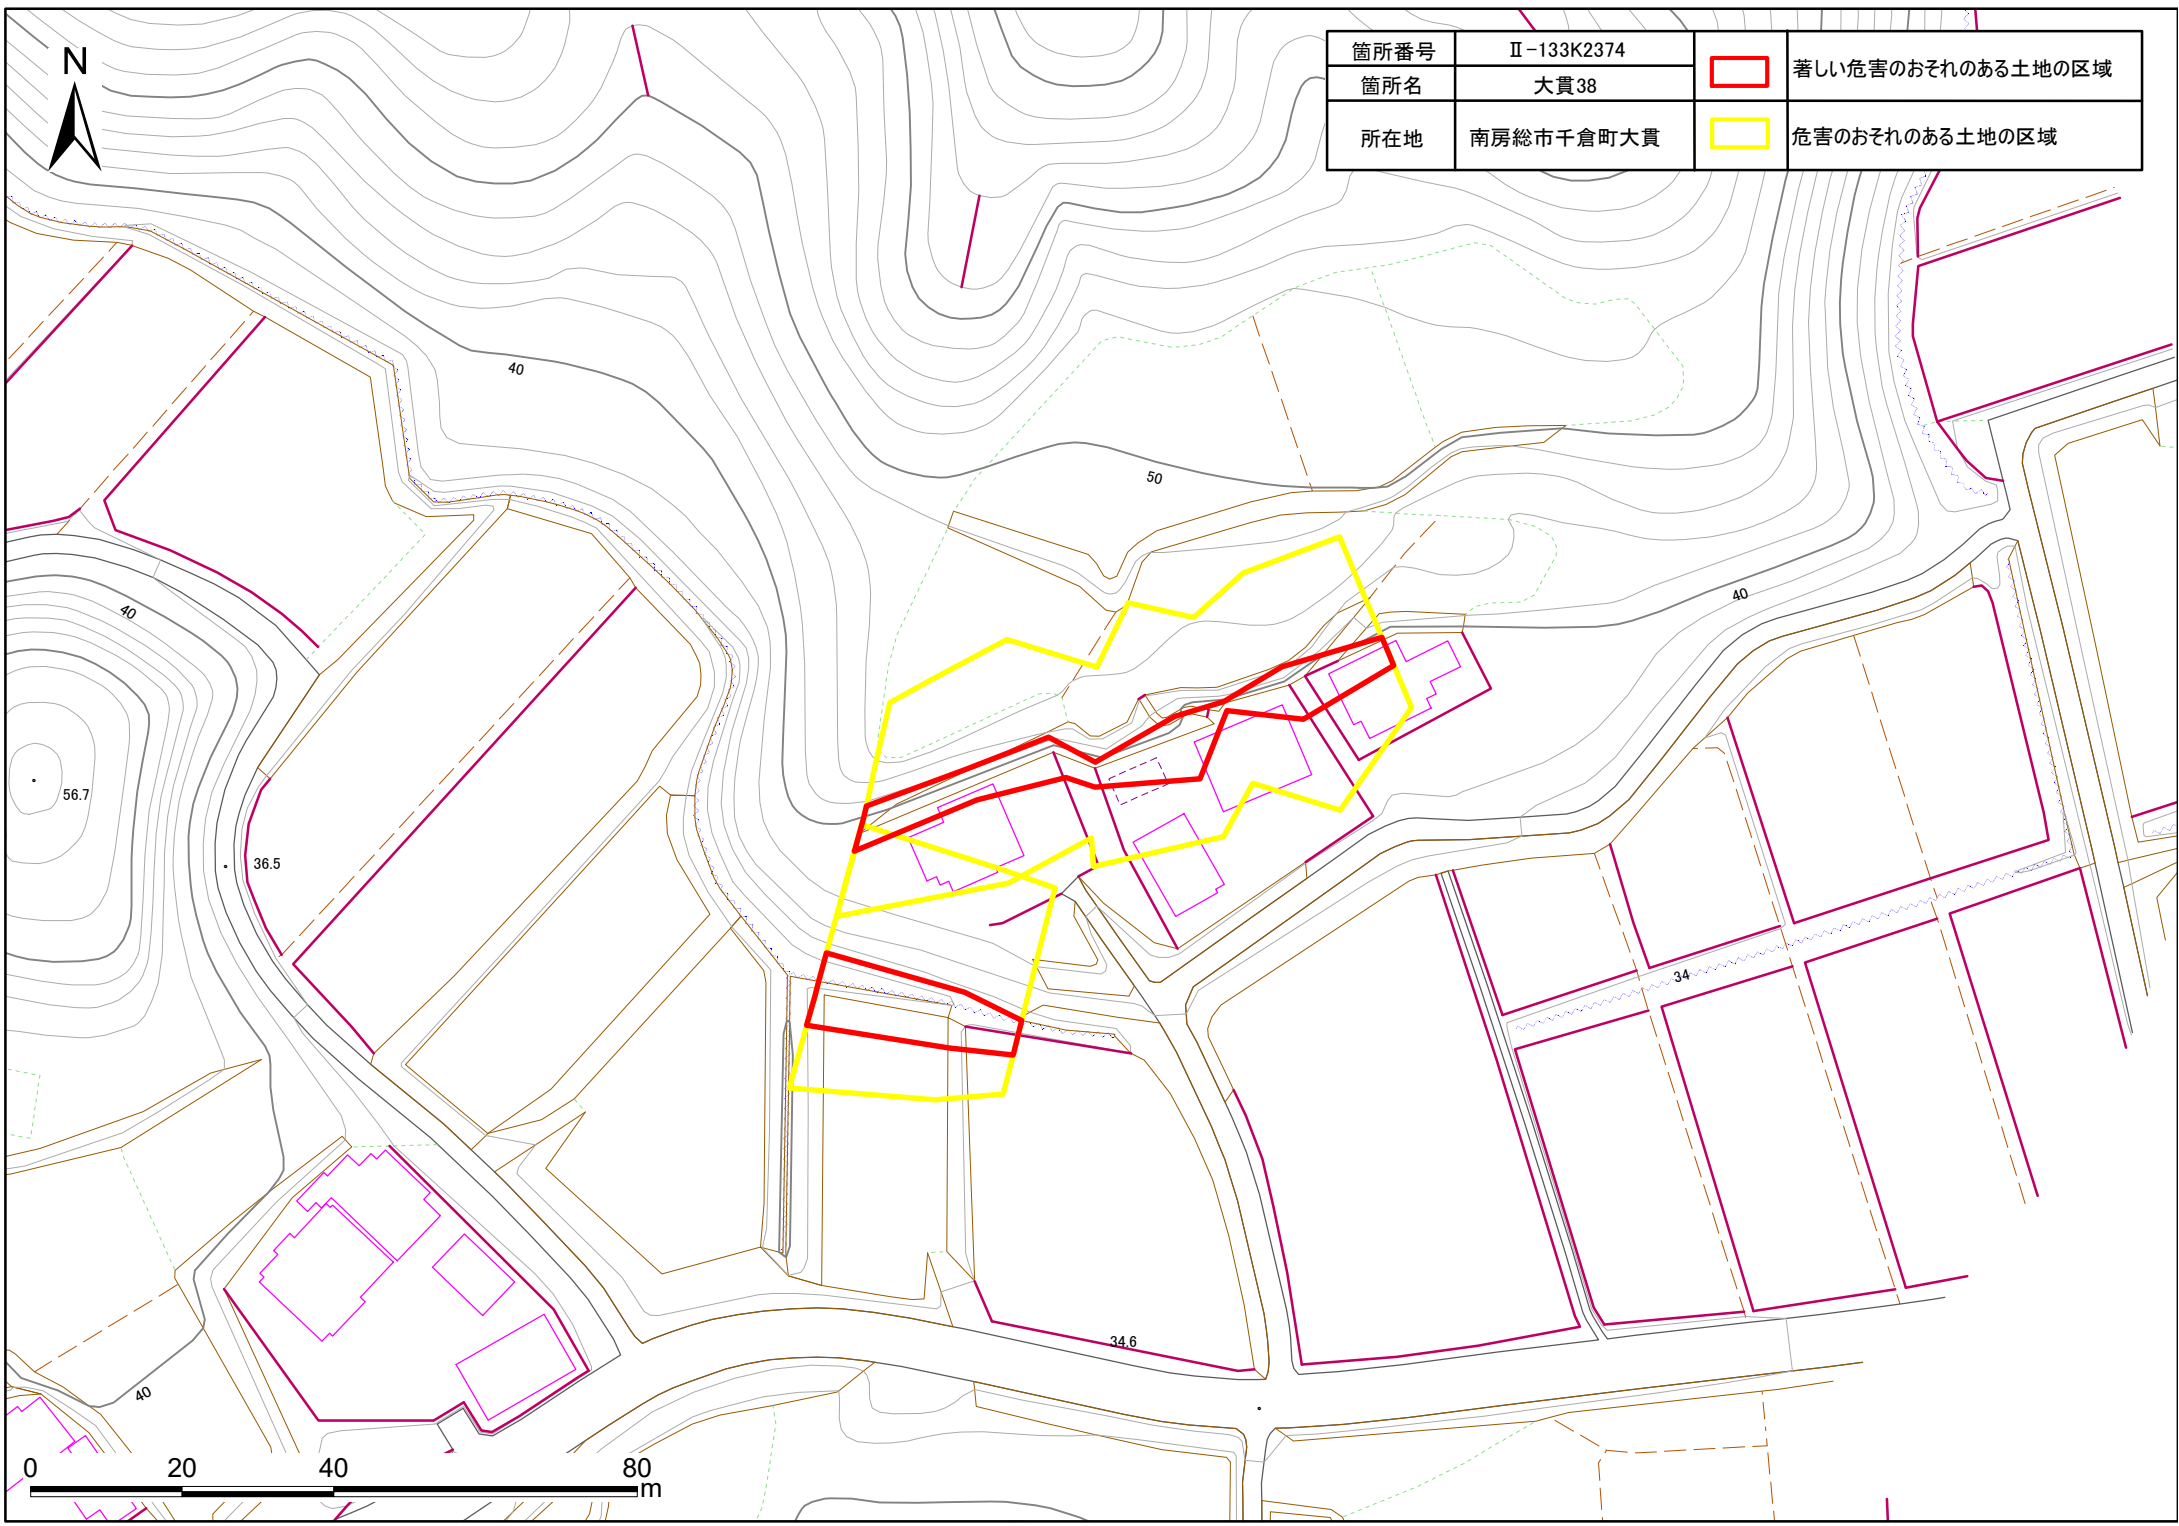 N
箇所番号 Ⅱ-133K2374 著しい危害のおそれのある土地の区域
箇所名 大貫38
所在地 南房総市千倉町大貫 危害のおそれのある土地の区域
40
50
40
40
56.7
36.5
34
34.6
40
0 20 40 80
m